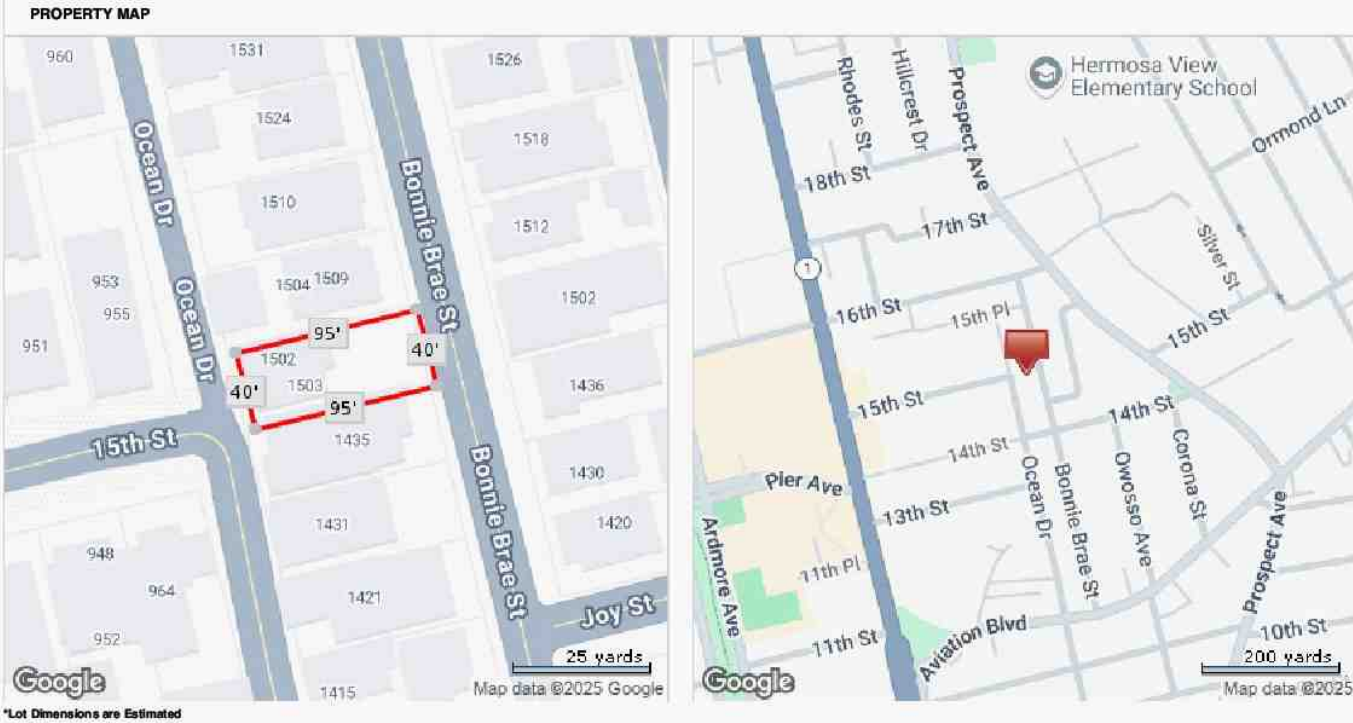 PROPERTY MAP
960
1531
1526
Ocean Dr
1524
1518
Bonnie Brae St
1510
1512
953
955
Ocean Dr
1504
1509
1502
951
95'
1502
40'
1503
40'
95'
1436
15th St
1435
Bonnie Brae St
1430
1431
1420
948
964
1421
952
Joy St
1415
25 yards
Google
Map data ©2025 Google
Hermosa View
Elementary School
Rhodes St
Hillcrest Dr
Prospect Ave
Ormond Ln
18th St
17th St
Silver St
1
16th St
15th Pl
15th St
15th St
14th St
14th St
Pier Ave
Ocean Dr
Bonnie Brae St
Owosso Ave
Corona St
13th St
Ardmore Ave
Prospect Ave
11th Pl
11th St
Aviation Blvd
10th St
200 yards
Google
Map data ©2025
*Lot Dimensions are Estimated